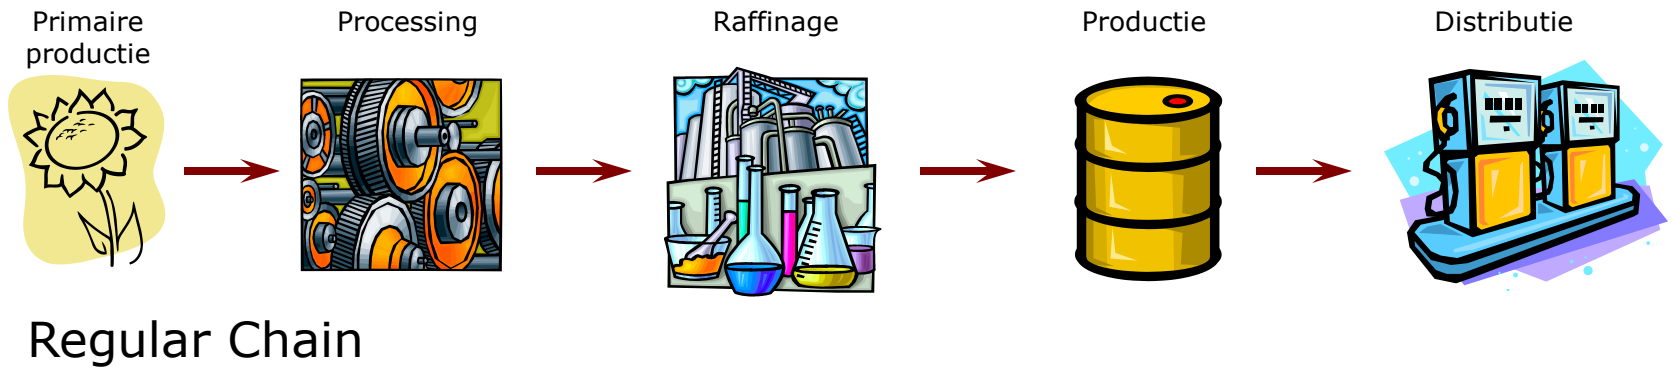 Primaire
productie
Processing
Raffinage
Productie
Distributie
Regular Chain